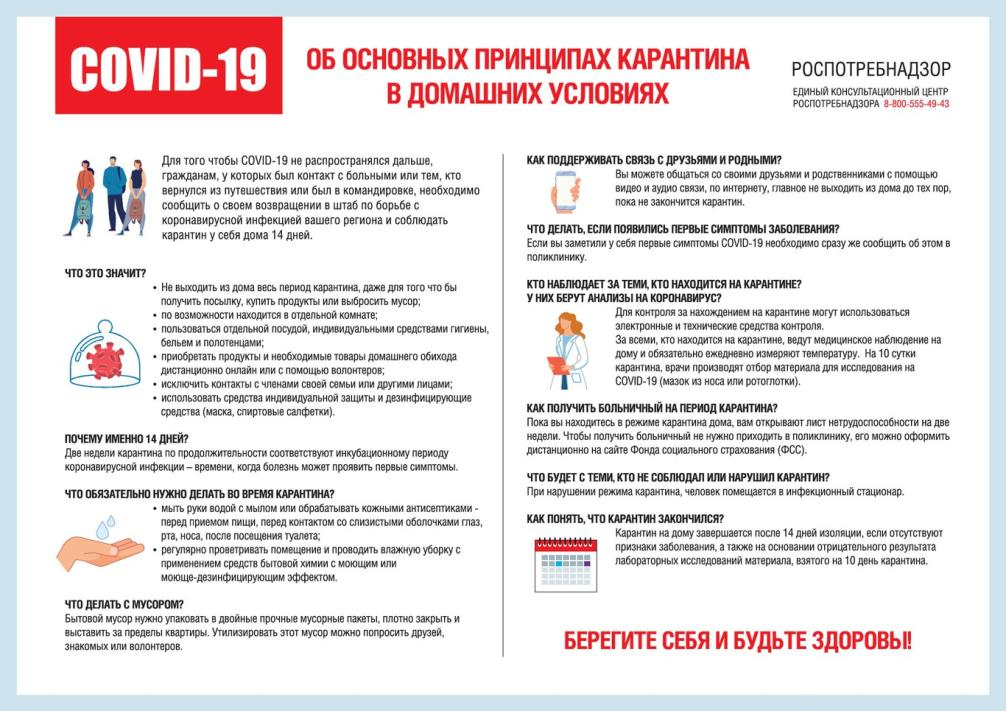 COVID-19
ОБ ОСНОВНЫХ ПРИНЦИПАХ КАРАНТИНА
В ДОМАШНИХ УСЛОВИЯХ
РОСПОТРЕБНАДЗОР
ЕДИНЫЙ КОНСУЛЬТАЦИОННЫЙ ЦЕНТР
РОСПОТРЕБНАДЗОРА 8-800-555-49-43
Для того чтобы COVID-19 не распространялся дальше,
гражданам, у которых был контакт с больными или тем, кто
вернулся из путешествия или был в командировке, необходимо
сообщить о своем возвращении в штаб по борьбе с
коронавирусной инфекцией вашего региона и соблюдать
карантин у себя дома 14 дней.
ЧТО ЭТО ЗНАЧИТ?
• Не выходить из дома весь период карантина, даже для того что бы
получить посылку, купить продукты или выбросить мусор;
• по возможности находится в отдельной комнате;
• пользоваться отдельной посудой, индивидуальными средствами гигиены,
бельем и полотенцами;
• приобретать продукты и необходимые товары домашнего обихода
дистанционно онлайн или с помощью волонтеров;
• исключить контакты с членами своей семьи или другими лицами;
• использовать средства индивидуальной защиты и дезинфицирующие
средства (маска, спиртовые салфетки).
ПОЧЕМУ ИМЕННО 14 ДНЕЙ?
Две недели карантина по продолжительности соответствуют инкубационному периоду
коронавирусной инфекции – времени, когда болезнь может проявить первые симптомы.
ЧТО ОБЯЗАТЕЛЬНО НУЖНО ДЕЛАТЬ ВО ВРЕМЯ КАРАНТИНА?
• мыть руки водой с мылом или обрабатывать кожными антисептиками -
перед приемом пищи, перед контактом со слизистыми оболочками глаз,
рта, носа, после посещения туалета;
• регулярно проветривать помещение и проводить влажную уборку с
применением средств бытовой химии с моющим или
моюще-дезинфицирующим эффектом.
ЧТО ДЕЛАТЬ С МУСОРОМ?
Бытовой мусор нужно упаковать в двойные прочные мусорные пакеты, плотно закрыть и
выставить за пределы квартиры. Утилизировать этот мусор можно попросить друзей,
знакомых или волонтеров.
КАК ПОДДЕРЖИВАТЬ СВЯЗЬ С ДРУЗЬЯМИ И РОДНЫМИ?
Вы можете общаться со своими друзьями и родственниками с помощью
видео и аудио связи, по интернету, главное не выходить из дома до тех пор,
пока не закончится карантин.
ЧТО ДЕЛАТЬ, ЕСЛИ ПОЯВИЛИСЬ ПЕРВЫЕ СИМПТОМЫ ЗАБОЛЕВАНИЯ?
Если вы заметили у себя первые симптомы COVID-19 необходимо сразу же сообщить об этом в
поликлинику.
КТО НАБЛЮДАЕТ ЗА ТЕМИ, КТО НАХОДИТСЯ НА КАРАНТИНЕ?
У НИХ БЕРУТ АНАЛИЗЫ НА КОРОНАВИРУС?
Для контроля за нахождением на карантине могут использоваться
электронные и технические средства контроля.
За всеми, кто находится на карантине, ведут медицинское наблюдение на
дому и обязательно ежедневно измеряют температуру. На 10 сутки
карантина, врачи производят отбор материала для исследования на
COVID-19 (мазок из носа или ротоглотки).
КАК ПОЛУЧИТЬ БОЛЬНИЧНЫЙ НА ПЕРИОД КАРАНТИНА?
Пока вы находитесь в режиме карантина дома, вам открывают лист нетрудоспособности на две
недели. Чтобы получить больничный не нужно приходить в поликлинику, его можно оформить
дистанционно на сайте Фонда социального страхования (ФСС).
ЧТО БУДЕТ С ТЕМИ, КТО НЕ СОБЛЮДАЛ ИЛИ НАРУШИЛ КАРАНТИН?
При нарушении режима карантина, человек помещается в инфекционный стационар.
КАК ПОНЯТЬ, ЧТО КАРАНТИН ЗАКОНЧИЛСЯ?
Карантин на дому завершается после 14 дней изоляции, если отсутствуют
признаки заболевания, а также на основании отрицательного результата
лабораторных исследований материала, взятого на 10 день карантина.
БЕРЕГИТЕ СЕБЯ И БУДЬТЕ ЗДОРОВЫ!